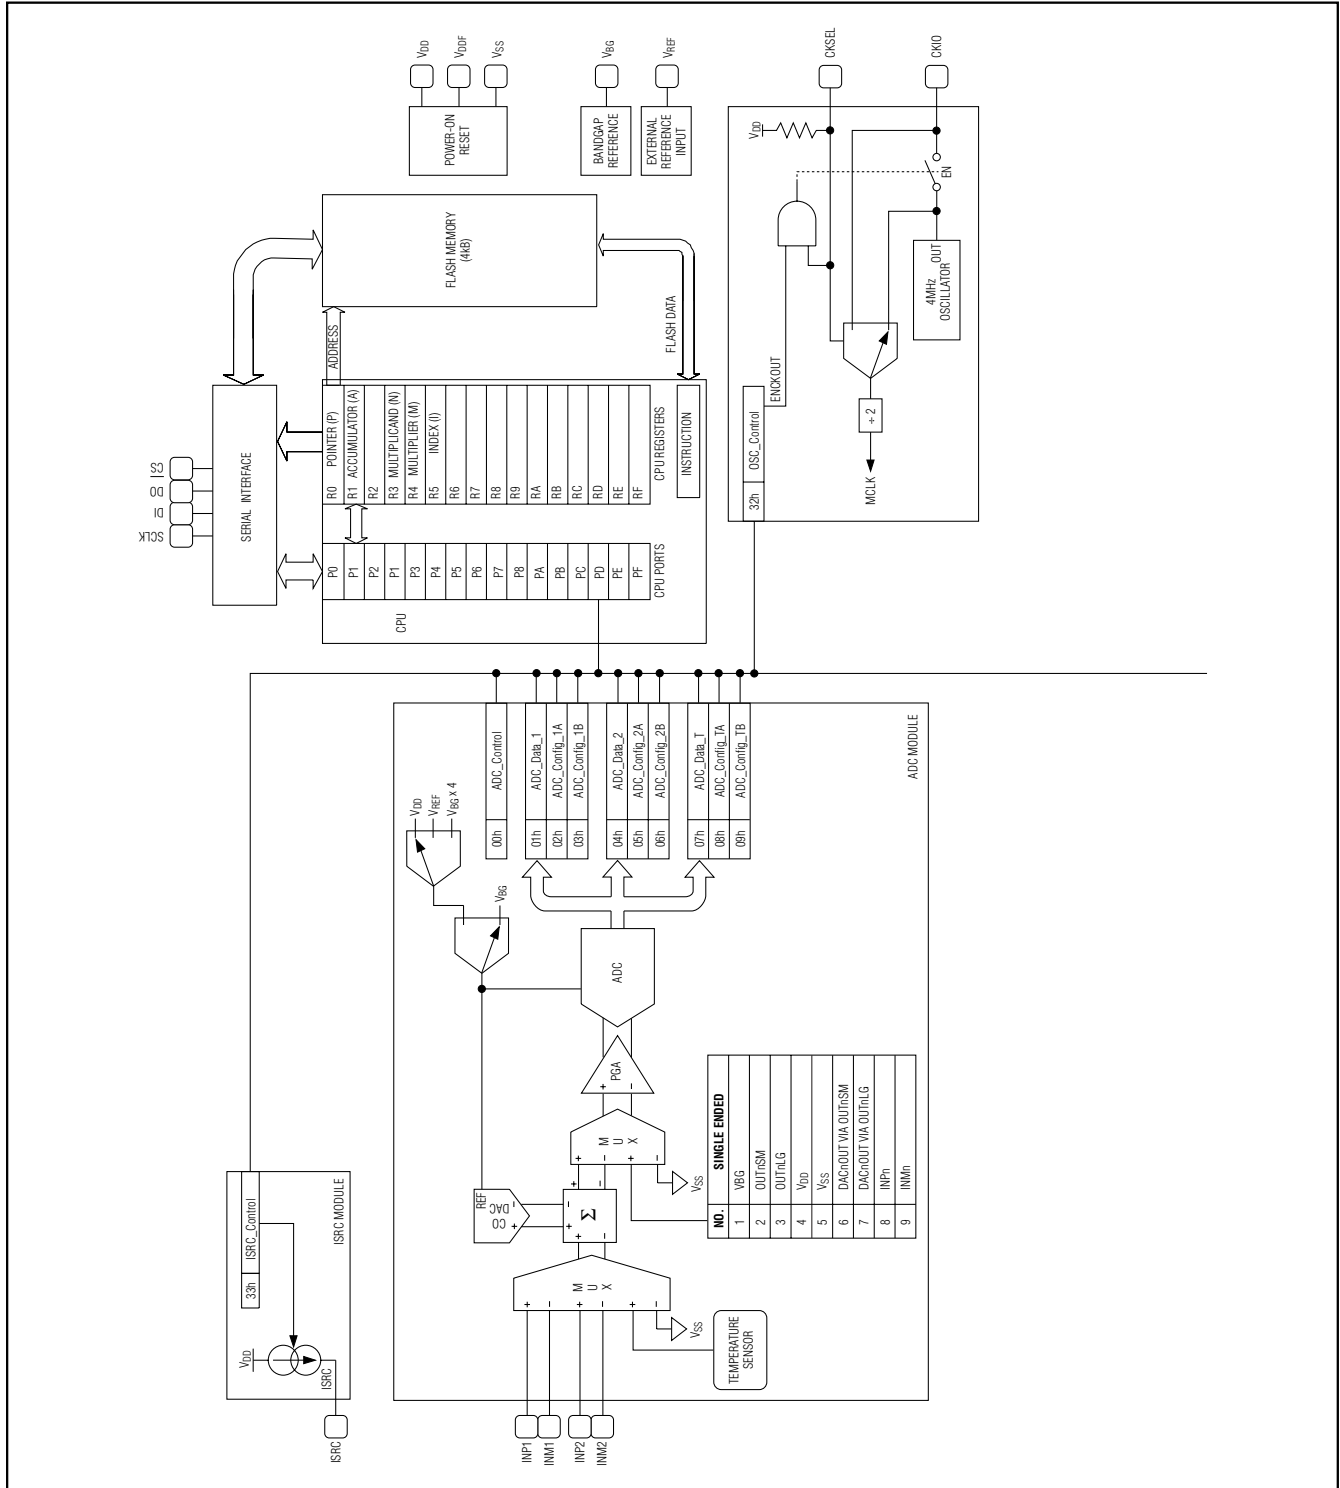 VDD
VDDF
VSS
POWER-ON
RESET
VBG
BANDGAP
REFERENCE
VREF
EXTERNAL
REFERENCE
INPUT
CKSEL
CKIO
VDD
EN
OUT
4MHz
OSCILLATOR
ENCKOUT
÷ 2
MCLK
32h OSC_Control
FLASH MEMORY
(4kB)
ADDRESS
FLASH DATA
SERIAL INTERFACE
SCLK
DI
DO
CS
R0 POINTER (P)
R1 ACCUMULATOR (A)
R2
R3 MULTIPLICAND (N)
R4 MULTIPLIER (M)
R5 INDEX (I)
R6
R7
R8
R9
RA
RB
RC
RD
RE
RF
CPU REGISTERS
INSTRUCTION
P0
P1
P2
P1
P3
P4
P5
P6
P7
P8
PA
PB
PC
PD
PE
PF
CPU PORTS
CPU
00h ADC_Control
01h ADC_Data_1
02h ADC_Config_1A
03h ADC_Config_1B
04h ADC_Data_2
05h ADC_Config_2A
06h ADC_Config_2B
07h ADC_Data_T
08h ADC_Config_TA
09h ADC_Config_TB
ADC MODULE
VDD
VREF
VBG x 4
VBG
ADC
PGA
+
−
M
U
X
+
−
+
−
VSS
REF
CO
DAC
+
−
+
−
+
−
+
−
Σ
M
U
X
+
−
+
−
+
−
VSS
TEMPERATURE
SENSOR
NO. SINGLE ENDED
1 VBG
2 OUTnSM
3 OUTnLG
4 VDD
5 VSS
6 DACnOUT VIA OUTnSM
7 DACnOUT VIA OUTnLG
8 INPn
9 INMn
INP1
INM1
INP2
INM2
33h ISRC_Control
ISRC MODULE
VDD
ISRC
ISRC